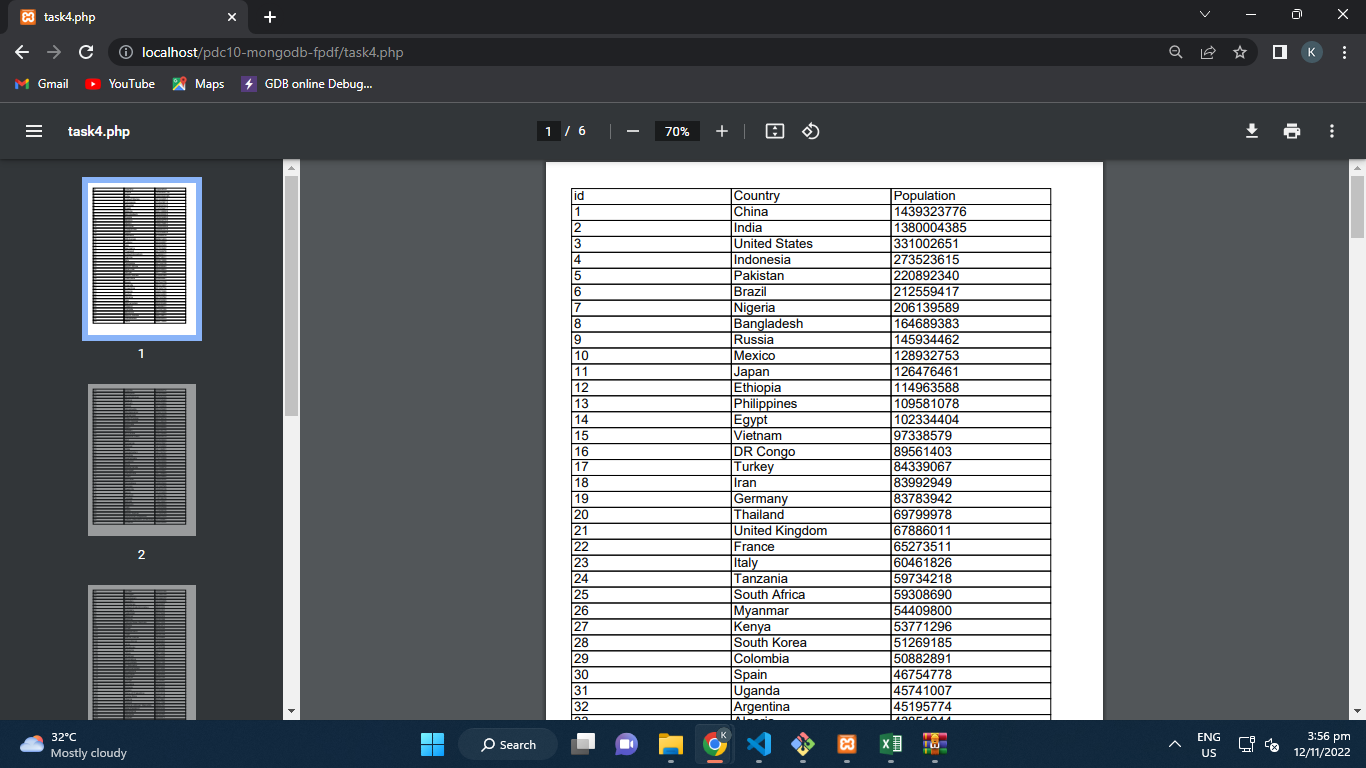 task4.php
localhost/pdc10-mongodb-fpdf/task4.php
K
Gmail YouTube Maps GDB online Debug...
task4.php 1 / 6 70%
1
2
id Country Population
1 China 1439323776
2 India 1380004385
3 United States 331002651
4 Indonesia 273523615
5 Pakistan 220892340
6 Brazil 212559417
7 Nigeria 206139589
8 Bangladesh 164689383
9 Russia 145934462
10 Mexico 128932753
11 Japan 126476461
12 Ethiopia 114963588
13 Philippines 109581078
14 Egypt 102334404
15 Vietnam 97338579
16 DR Congo 89561403
17 Turkey 84339067
18 Iran 83992949
19 Germany 83783942
20 Thailand 69799978
21 United Kingdom 67886011
22 France 65273511
23 Italy 60461826
24 Tanzania 59734218
25 South Africa 59308690
26 Myanmar 54409800
27 Kenya 53771296
28 South Korea 51269185
29 Colombia 50882891
30 Spain 46754778
31 Uganda 45741007
32 Argentina 45195774
32°C
Mostly cloudy
Search
K
ENG
US
3:56 pm
12/11/2022